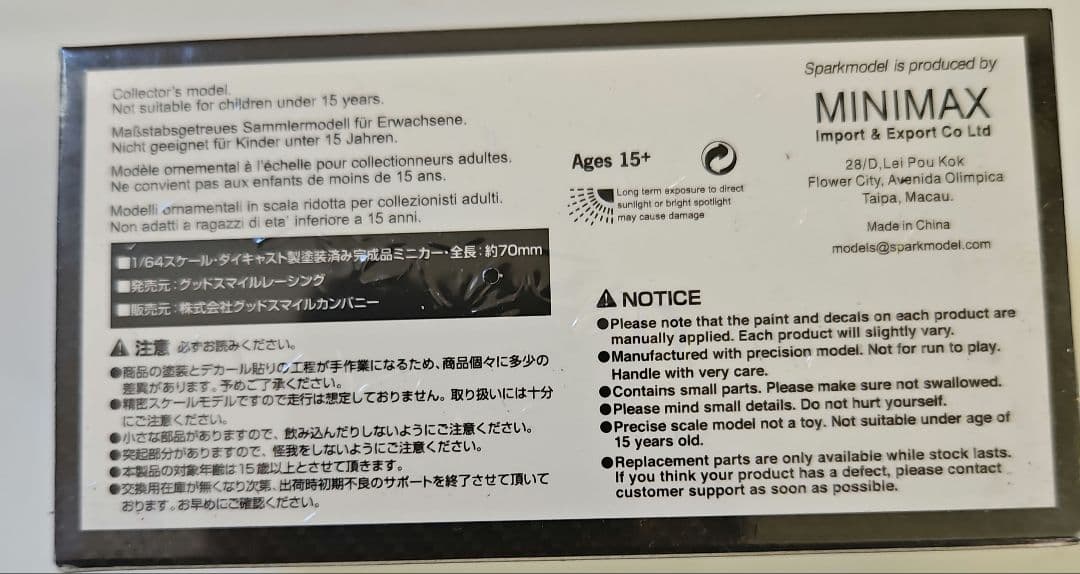 Collector's model.
Not suitable for children under 15 years.
Maßstabsgetreues Sammlermodell für Erwachsene.
Nicht geeignet für Kinder unter 15 Jahren.
Modèle ornemental à l'échelle pour collectionneurs adultes.
Ne convient pas aux enfants de moins de 15 ans.
Modelli ornamentali in scala ridotta per collezionisti adulti.
Non adatti a ragazzi di eta' inferiore a 15 anni.
■1/64スケール・ダイキャスト製塗装済み完成品ミニカー・全長:約70mm
■発売元:グッドスマイルレーシング
■販売元:株式会社グッドスマイルカンパニー
注意 必ずお読みください。
●商品の塗装とデカール貼りの工程が手作業になるため、商品個々に多少の
差異があります。予めご了承ください。
●精密スケールモデルですので走行は想定しておりません。取り扱いには十分
にご注意ください。
●小さな部品がありますので、飲み込んだりしないようにご注意ください。
●突起部分がありますので、怪我をしないようにご注意ください。
●本製品の対象年齢は15歳以上とさせて頂きます。
●交換用在庫が無くなり次第、出荷時初期不良のサポートを終了させて頂いて
おります。お早めにご確認ください。
Ages 15+
Long term exposure to direct
sunlight or bright spotlight
may cause damage
Sparkmodel is produced by
MINIMAX
Import & Export Co Ltd
28/D,Lei Pou Kok
Flower City, Avenida Olimpica
Taipa, Macau.
Made in China
models@sparkmodel.com
NOTICE
●Please note that the paint and decals on each product are
manually applied. Each product will slightly vary.
●Manufactured with precision model. Not for run to play.
Handle with very care.
●Contains small parts. Please make sure not swallowed.
●Please mind small details. Do not hurt yourself.
●Precise scale model not a toy. Not suitable under age of
15 years old.
●Replacement parts are only available while stock lasts.
If you think your product has a defect, please contact
customer support as soon as possible.